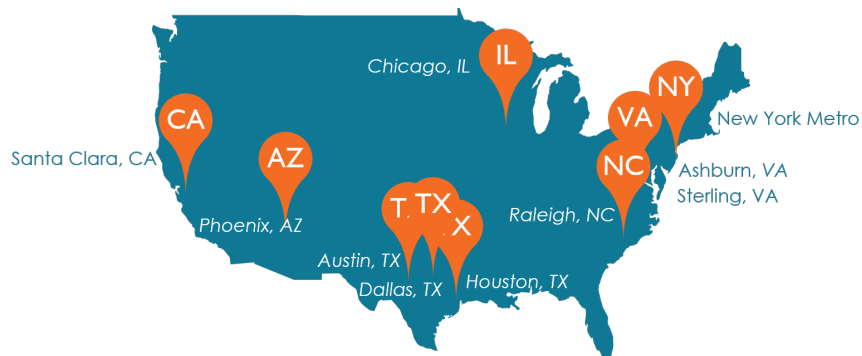 IL
Chicago, IL
NY
CA
VA
New York Metro
AZ
Santa Clara, CA
NC
Ashburn, VA
Sterling, VA
TX
T
X
Raleigh, NC
Phoenix, AZ
Austin, TX
Houston, TX
Dallas, TX